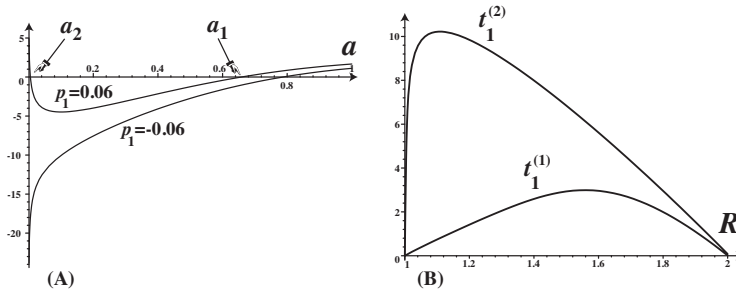 a₂ a₁ a
5
0.2 0.4 0.6 1
0 0.8
p₁=0.06
-5
p₁=-0.06
-10
-15
-20
(A)
t₁⁽²⁾
10
8
6
t₁⁽¹⁾
4
2
R
0
1 1.2 1.4 1.6 1.8 2
(B)